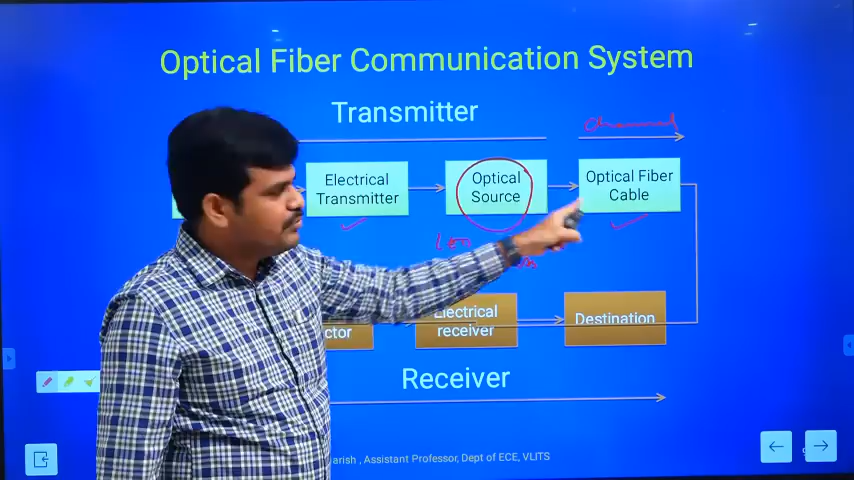 Optical Fiber Communication System
Transmitter
channel
Electrical
Transmitter
Optical
Source
Optical Fiber
Cable
ctor
Electrical
receiver
Destination
Receiver
arish , Assistant Professor, Dept of ECE, VLITS